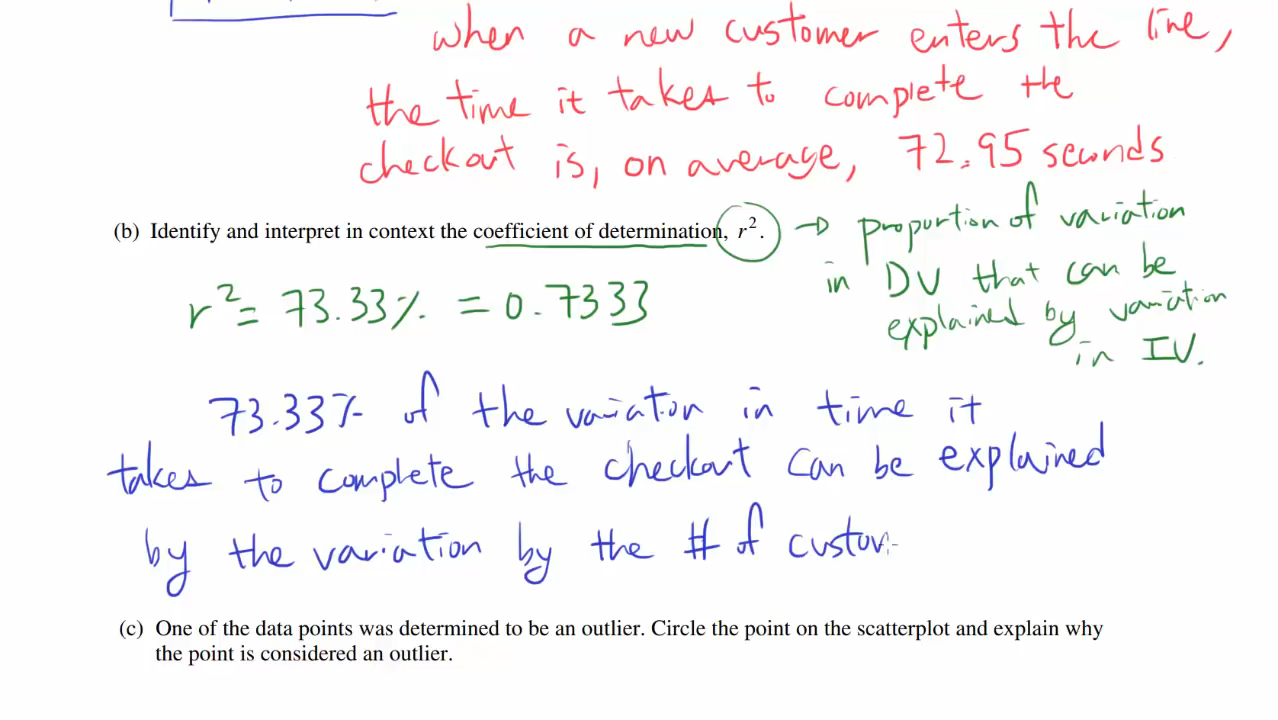 when a new customer enters the line,
the time it takes to complete the
checkout is, on average, 72.95 seconds
(b) Identify and interpret in context the coefficient of determination, r². → proportion of variation
in DV that can be
explained by variation
in IV.
r² = 73.33% = 0.7333
73.33% of the variation in time it
takes to complete the checkout can be explained
by the variation by the # of custom
(c) One of the data points was determined to be an outlier. Circle the point on the scatterplot and explain why
the point is considered an outlier.